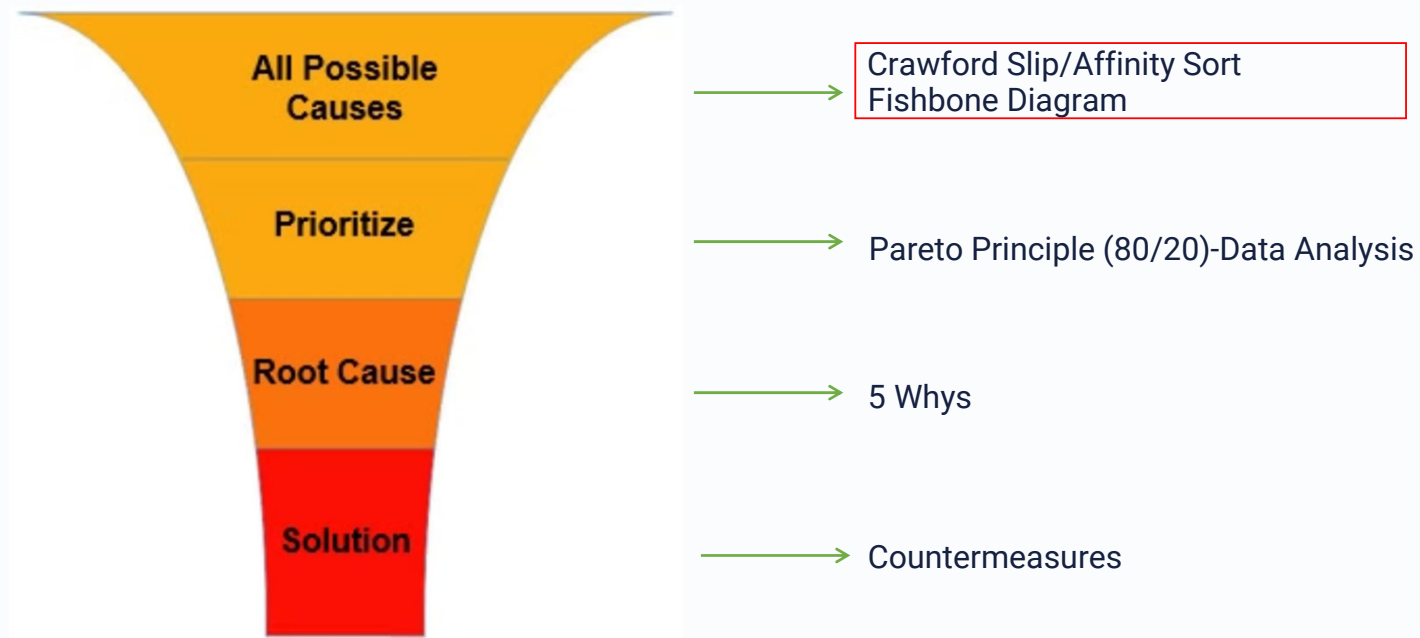 All Possible
Causes
Crawford Slip/Affinity Sort
Fishbone Diagram
Prioritize
Pareto Principle (80/20)-Data Analysis
Root Cause
5 Whys
Solution
Countermeasures